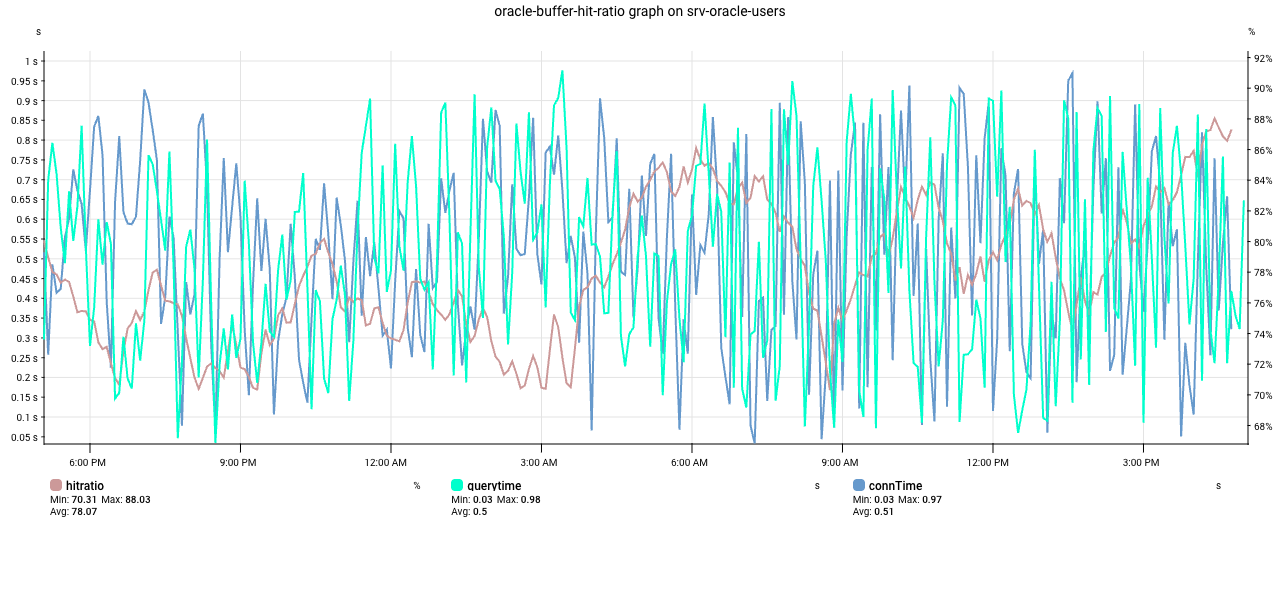 oracle-buffer-hit-ratio graph on srv-oracle-users
s %
1 s 92%
0.95 s 90%
0.9 s 88%
0.85 s 86%
0.8 s 84%
0.75 s 82%
0.7 s 80%
0.65 s 78%
0.6 s 76%
0.55 s 74%
0.5 s 72%
0.45 s 70%
0.4 s 68%
0.35 s
0.3 s
0.25 s
0.2 s
0.15 s
0.1 s
0.05 s
6:00 PM 9:00 PM 12:00 AM 3:00 AM 6:00 AM 9:00 AM 12:00 PM 3:00 PM
hitratio % querytime s connTime s
Min: 70.31 Max: 88.03 Min: 0.03 Max: 0.98 Min: 0.03 Max: 0.97
Avg: 78.07 Avg: 0.5 Avg: 0.51